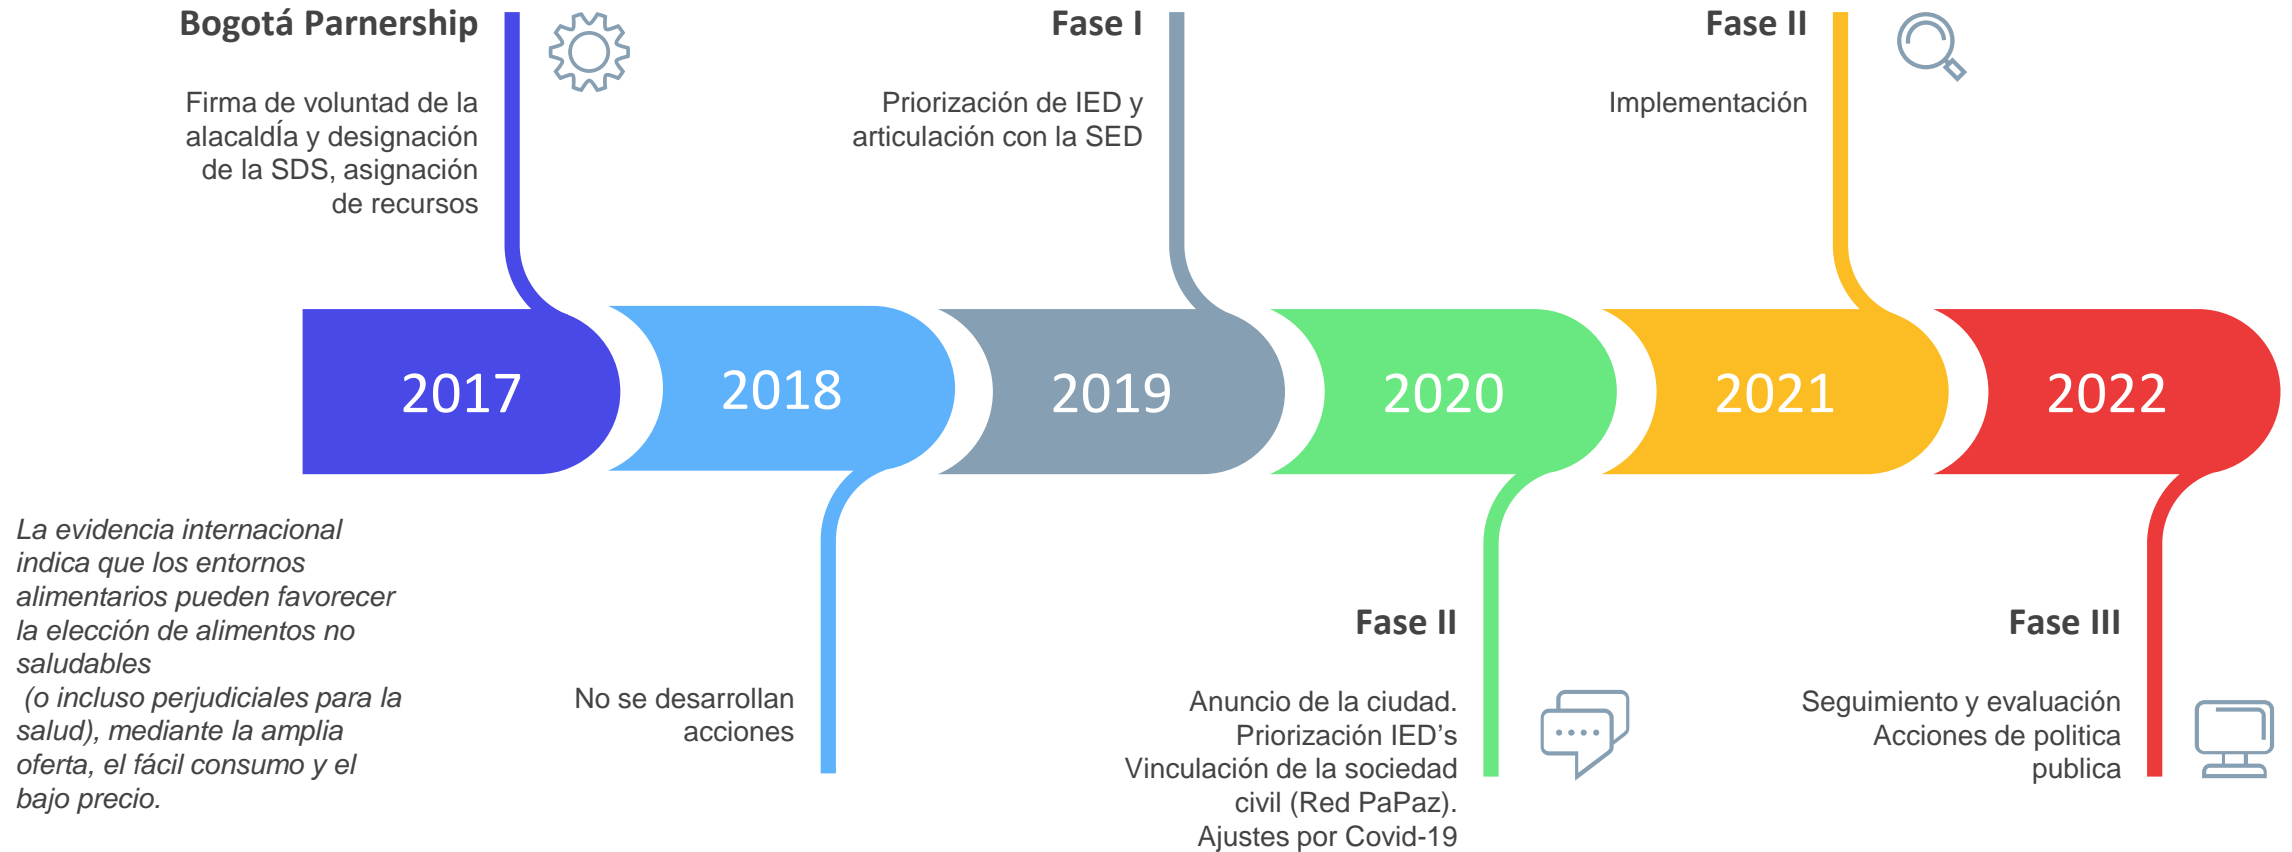 Bogotá Parnership
Firma de voluntad de la
alacaldÍa y designación
de la SDS, asignación
de recursos
Fase I
Priorización de IED y
articulación con la SED
Fase II
Implementación
2017
2018
2019
2020
2021
2022
La evidencia internacional
indica que los entornos
alimentarios pueden favorecer
la elección de alimentos no
saludables
(o incluso perjudiciales para la
salud), mediante la amplia
oferta, el fácil consumo y el
bajo precio.
No se desarrollan
acciones
Fase II
Anuncio de la ciudad.
Priorización IED’s
Vinculación de la sociedad
civil (Red PaPaz).
Ajustes por Covid-19
Fase III
Seguimiento y evaluación
Acciones de politica
publica